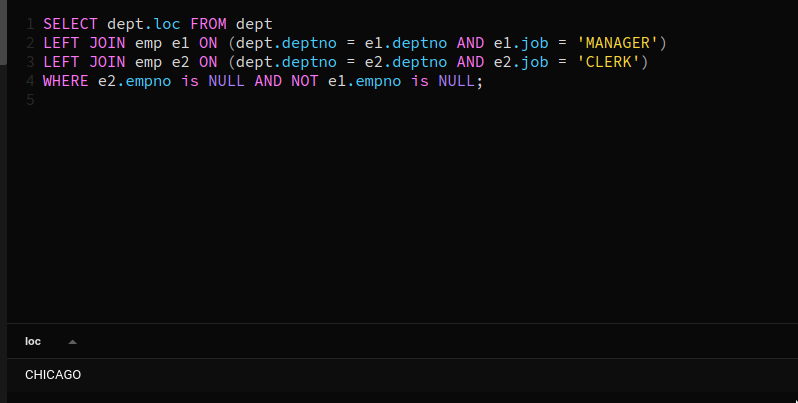 1 SELECT dept.loc FROM dept
2 LEFT JOIN emp e1 ON (dept.deptno = e1.deptno AND e1.job = 'MANAGER')
3 LEFT JOIN emp e2 ON (dept.deptno = e2.deptno AND e2.job = 'CLERK')
4 WHERE e2.empno is NULL AND NOT e1.empno is NULL;
5
loc
CHICAGO